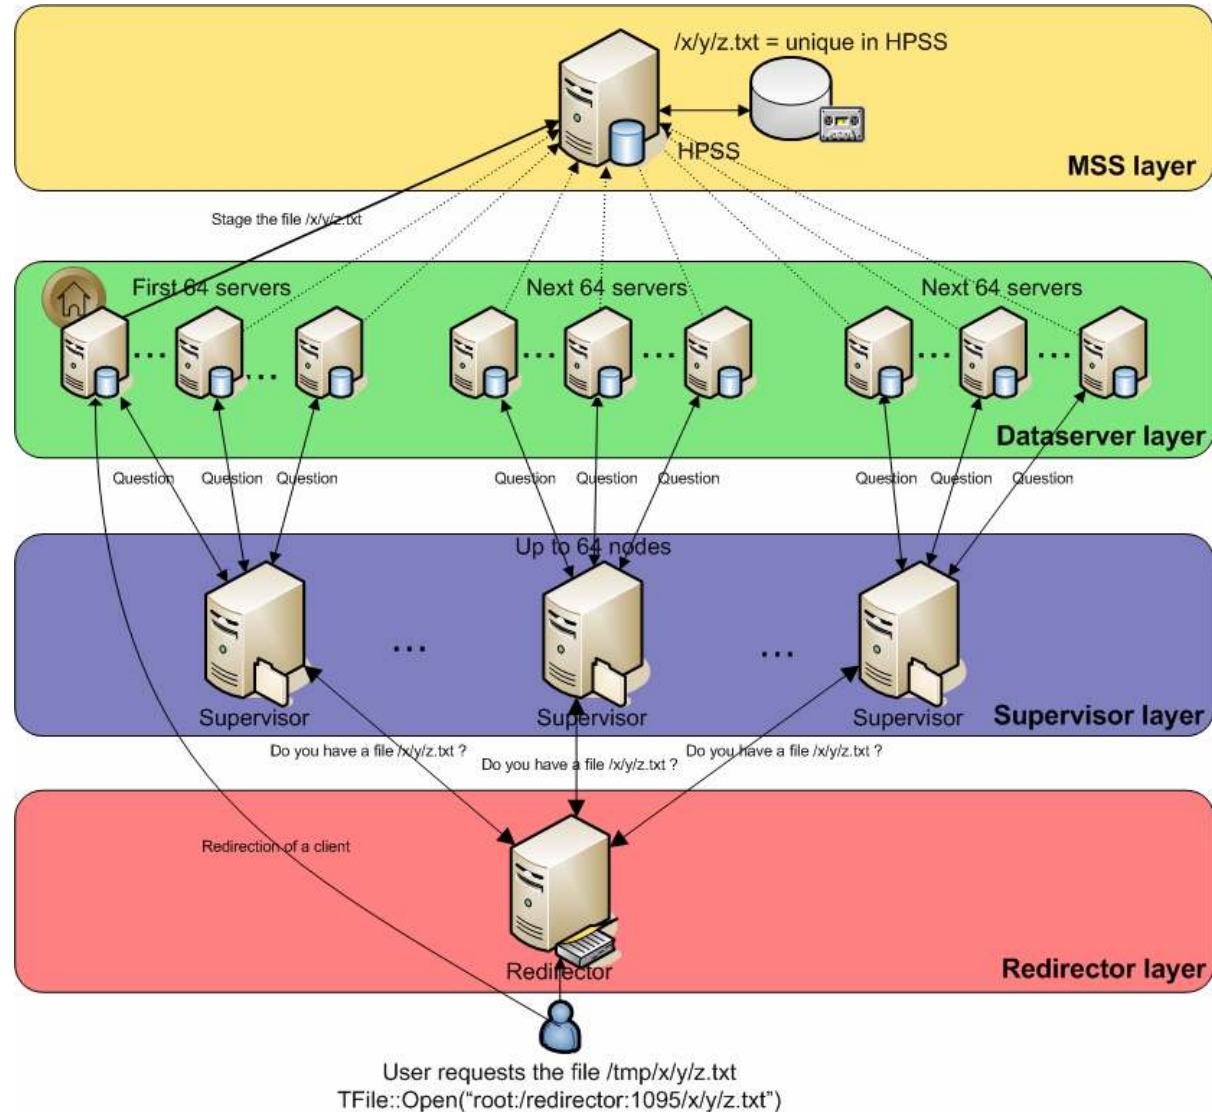 /x/y/z.txt = unique in HPSS
HPSS
MSS layer
Stage the file /x/y/z.txt
First 64 servers
Next 64 servers
Next 64 servers
...
...
...
...
...
...
Dataserver layer
Question
Question
Question
Question
Question
Question
Question
Question
Question
Up to 64 nodes
...
...
Supervisor
Supervisor
Supervisor
Supervisor layer
Do you have a file /x/y/z.txt ?
Do you have a file /x/y/z.txt ?
Do you have a file /x/y/z.txt ?
Redirection of a client
Redirector
Redirector layer
User requests the file /tmp/x/y/z.txt
TFile::Open(“root:/redirector:1095/x/y/z.txt”)